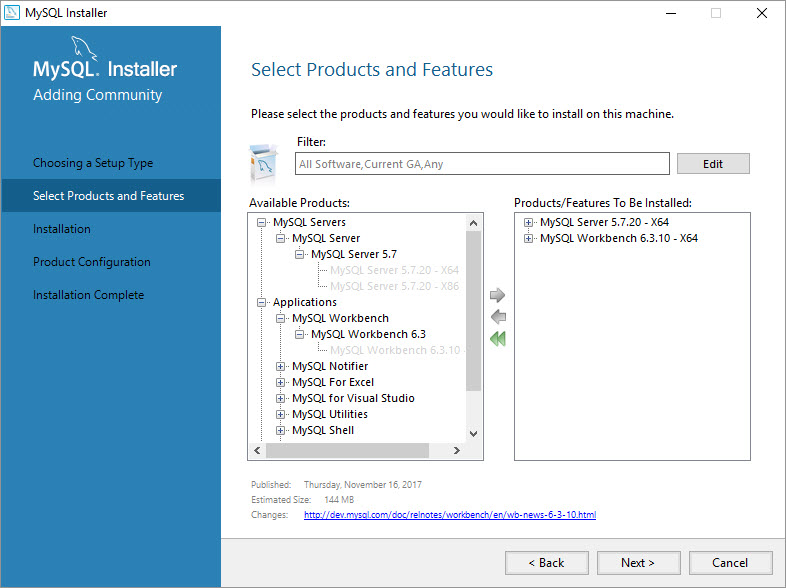 MySQL Installer
MySQL. Installer
Adding Community
Choosing a Setup Type
Select Products and Features
Installation
Product Configuration
Installation Complete
Select Products and Features
Please select the products and features you would like to install on this machine.
Filter:
All Software,Current GA,Any
Edit
Available Products:
MySQL Servers
MySQL Server
MySQL Server 5.7
MySQL Server 5.7.20 - X64
MySQL Server 5.7.20 - X86
Applications
MySQL Workbench
MySQL Workbench 6.3
MySQL Workbench 6.3.10
MySQL Notifier
MySQL For Excel
MySQL for Visual Studio
MySQL Utilities
MySQL Shell
Products/Features To Be Installed:
MySQL Server 5.7.20 - X64
MySQL Workbench 6.3.10 - X64
Published: Thursday, November 16, 2017
Estimated Size: 144 MB
Changes: http://dev.mysql.com/doc/relnotes/workbench/en/wb-news-6-3-10.html
< Back
Next >
Cancel